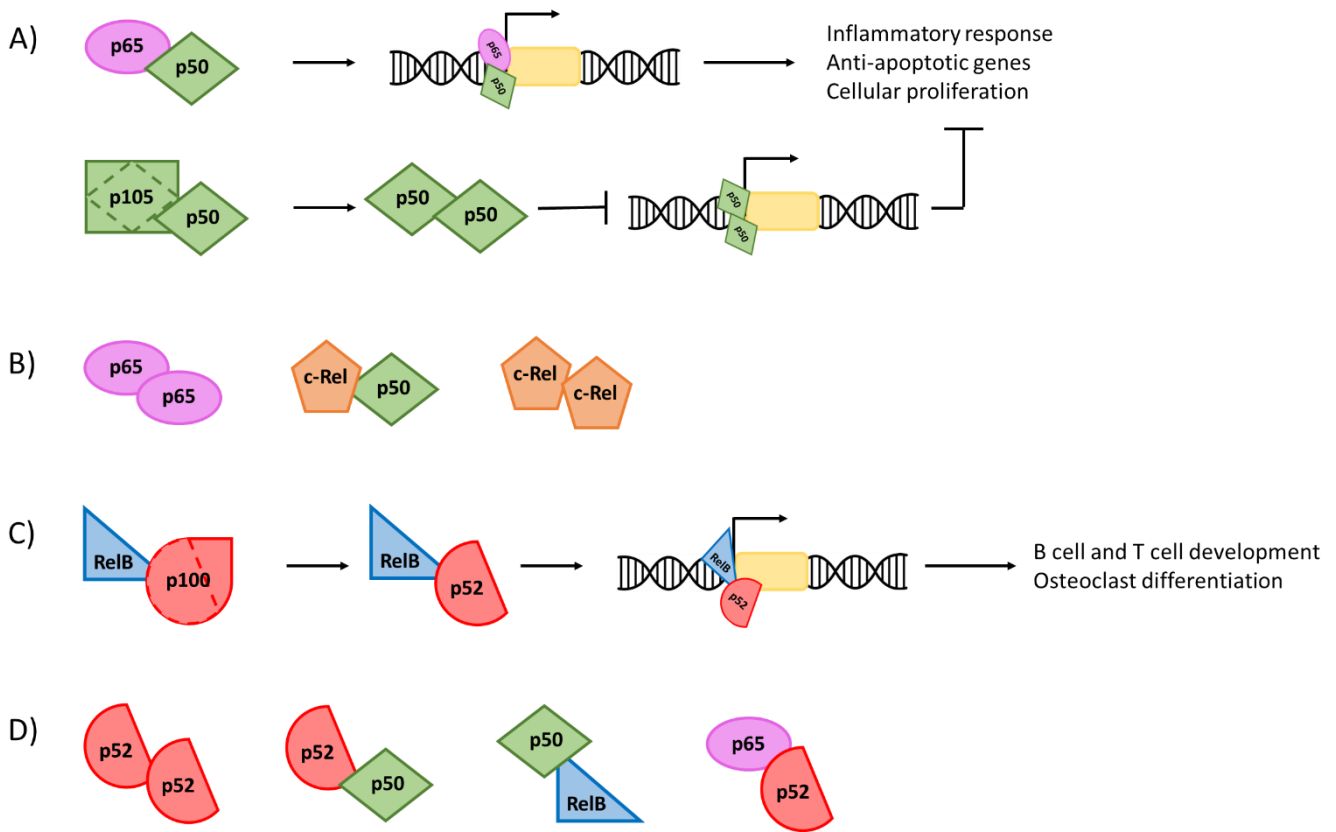 A)
p65
p50
p65
p50
Inflammatory response
Anti-apoptotic genes
Cellular proliferation
p105
p50
p50
p50
p50
p50
B)
p65
p65
c-Rel
p50
c-Rel
c-Rel
C)
RelB
p100
RelB
p52
RelB
p52
B cell and T cell development
Osteoclast differentiation
D)
p52
p52
p52
p50
p50
RelB
p65
p52